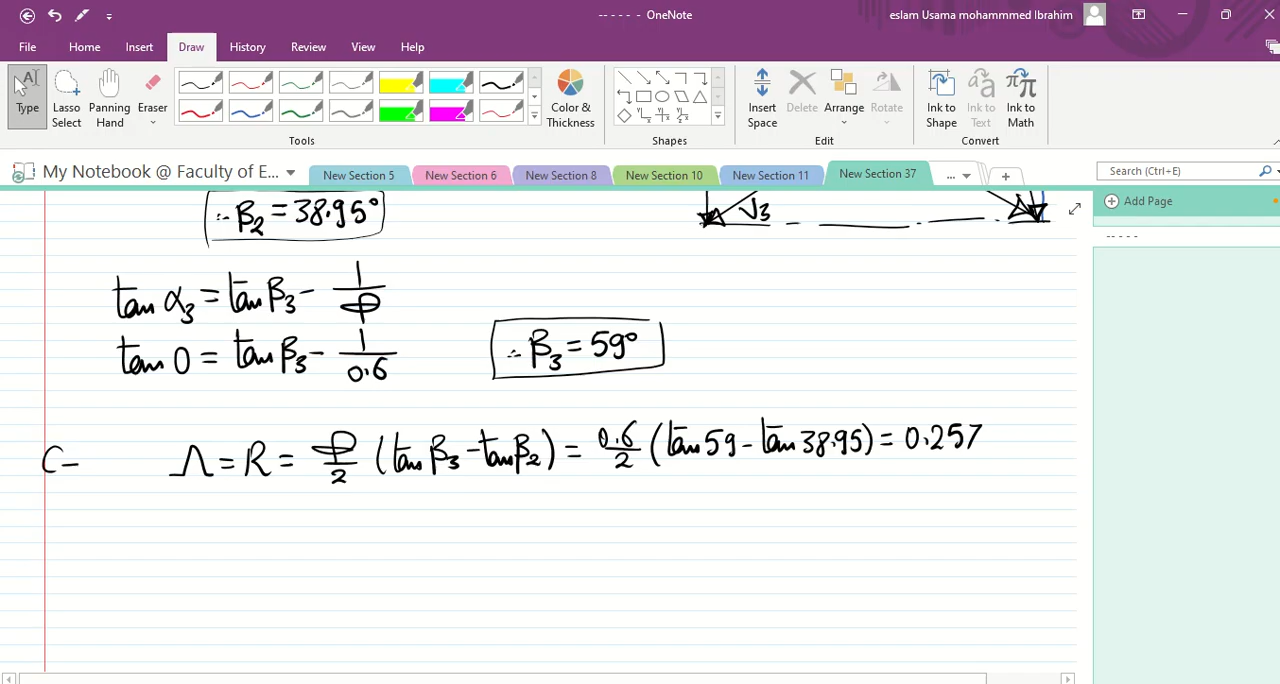 - - - - - - OneNote
eslam Usama mohammmed Ibrahim
File Home Insert Draw History Review View Help
Type
Lasso Select
Panning Hand
Eraser
Color & Thickness
Insert Space
Delete
Arrange
Rotate
Ink to Shape
Ink to Text
Ink to Math
Tools
Shapes
Edit
Convert
My Notebook @ Faculty of E...
New Section 5
New Section 6
New Section 8
New Section 10
New Section 11
New Section 37
...
Search (Ctrl+E)
Add Page
- - - - -
∴ β₂ = 38.95°
V₃
tan α₃ = tan β₃ − 1/φ
tan 0 = tan β₃ − 1/0.6
∴ β₃ = 59°
C- Λ = R = φ/2 (tan β₃ − tan β₂) = 0.6/2 (tan 59 − tan 38.95) = 0.257